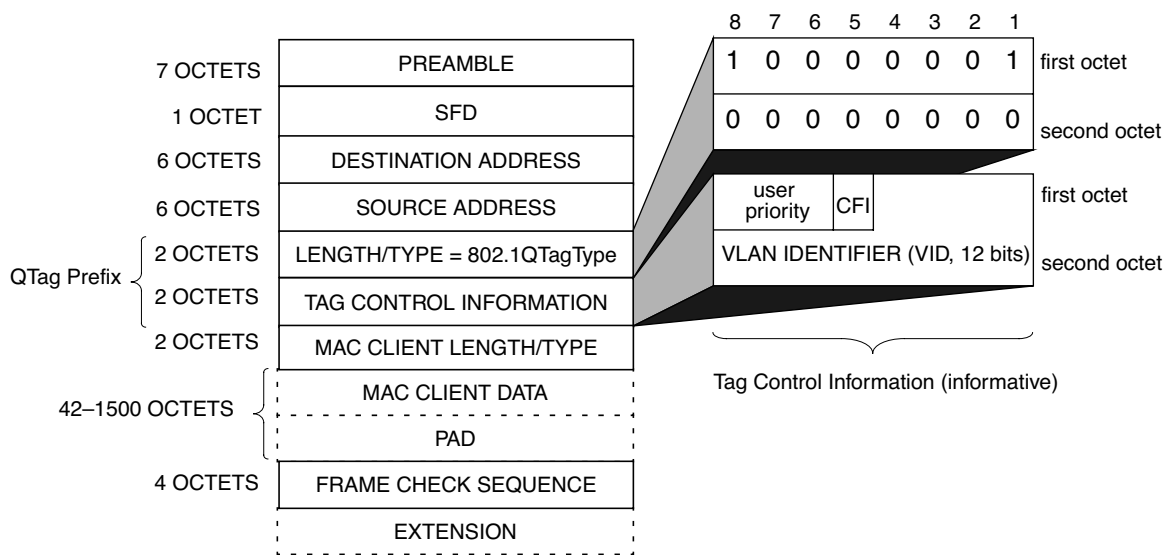 8 7 6 5 4 3 2 1
7 OCTETS PREAMBLE
1 0 0 0 0 0 0 1 first octet
1 OCTET SFD
0 0 0 0 0 0 0 0 second octet
6 OCTETS DESTINATION ADDRESS
6 OCTETS SOURCE ADDRESS
user
priority
CFI
first octet
QTag Prefix
2 OCTETS LENGTH/TYPE = 802.1QTagType
VLAN IDENTIFIER (VID, 12 bits)
second octet
2 OCTETS TAG CONTROL INFORMATION
2 OCTETS MAC CLIENT LENGTH/TYPE
Tag Control Information (informative)
42–1500 OCTETS
MAC CLIENT DATA
PAD
4 OCTETS FRAME CHECK SEQUENCE
EXTENSION